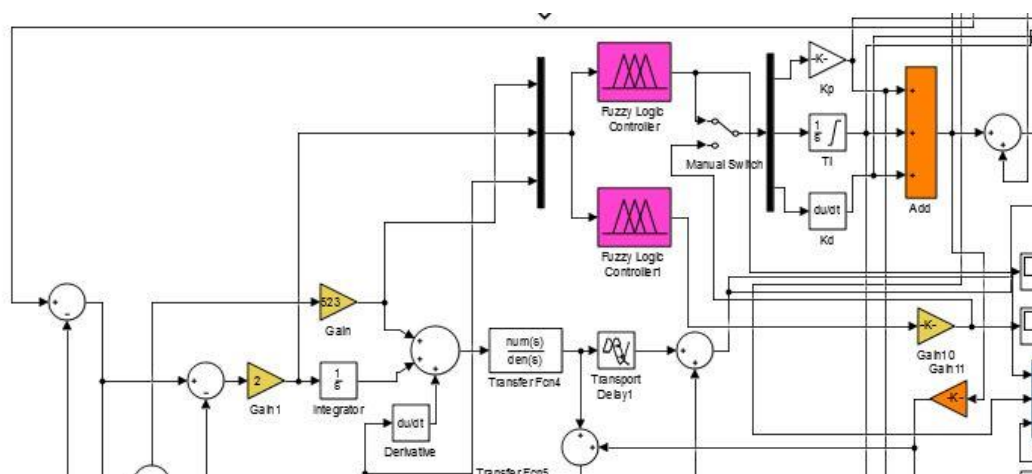 Fuzzy Logic
Controller
-K-
Kp
Manual Switch
1
s
TI
du/dt
Kd
Add
Fuzzy Logic
Controller1
523
Gain
num(s)
den(s)
Transfer Fcn4
Transport
Delay1
-K-
Gain10
Gain11
-K-
2
Gain1
1
s
Integrator
du/dt
Derivative
Transfer Fcn5